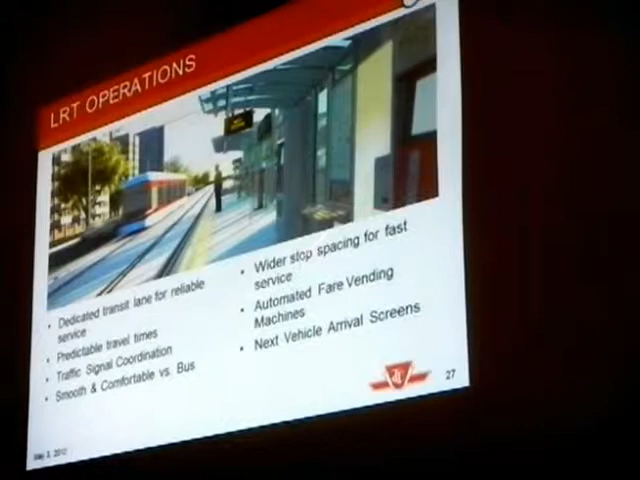 LRT OPERATIONS
• Dedicated transit lane for reliable
service
• Predictable travel times
• Traffic Signal Coordination
• Smooth & Comfortable vs. Bus
• Wider stop spacing for fast
service
• Automated Fare Vending
Machines
• Next Vehicle Arrival Screens
27